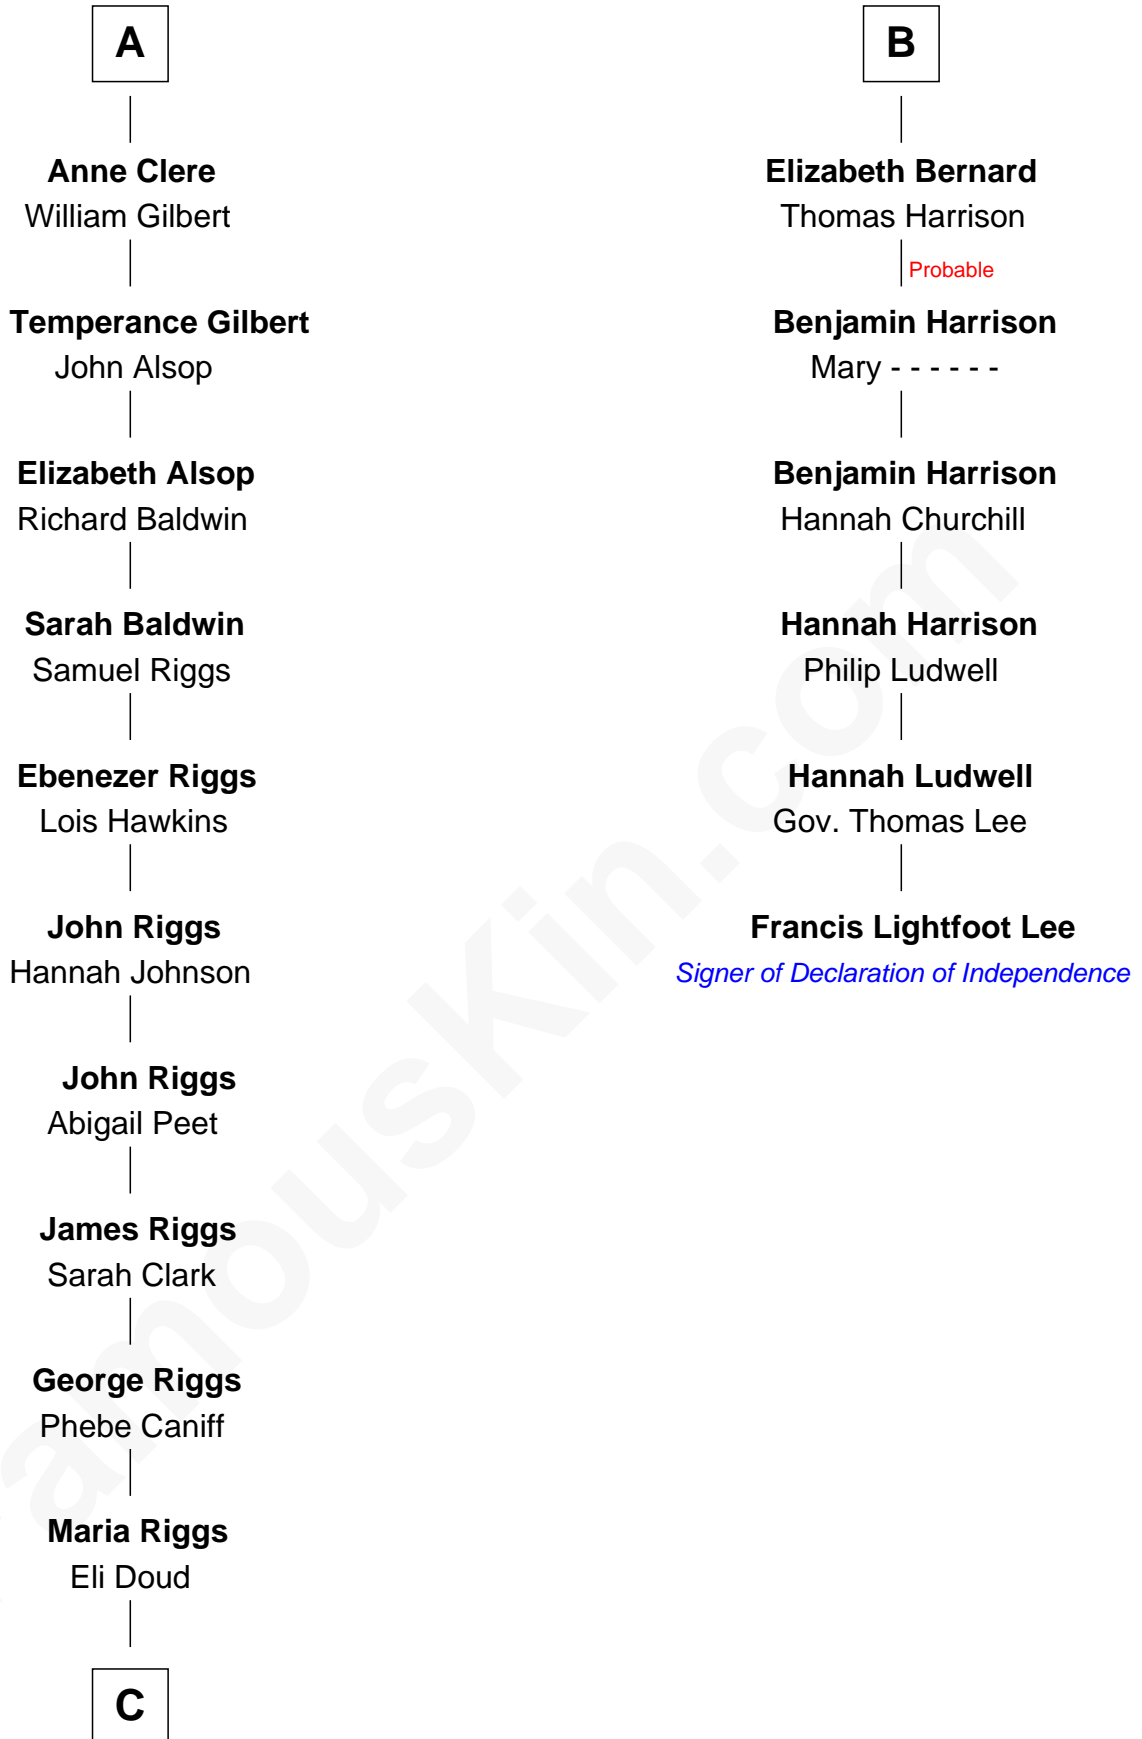 A
Anne Clere
William Gilbert
Temperance Gilbert
John Alsop
Elizabeth Alsop
Richard Baldwin
Sarah Baldwin
Samuel Riggs
Ebenezer Riggs
Lois Hawkins
John Riggs
Hannah Johnson
John Riggs
Abigail Peet
James Riggs
Sarah Clark
George Riggs
Phebe Caniff
Maria Riggs
Eli Doud
C
B
Elizabeth Bernard
Thomas Harrison
Probable
Benjamin Harrison
Mary - - - - - -
Benjamin Harrison
Hannah Churchill
Hannah Harrison
Philip Ludwell
Hannah Ludwell
Gov. Thomas Lee
Francis Lightfoot Lee
Signer of Declaration of Independence
FamousKin.com